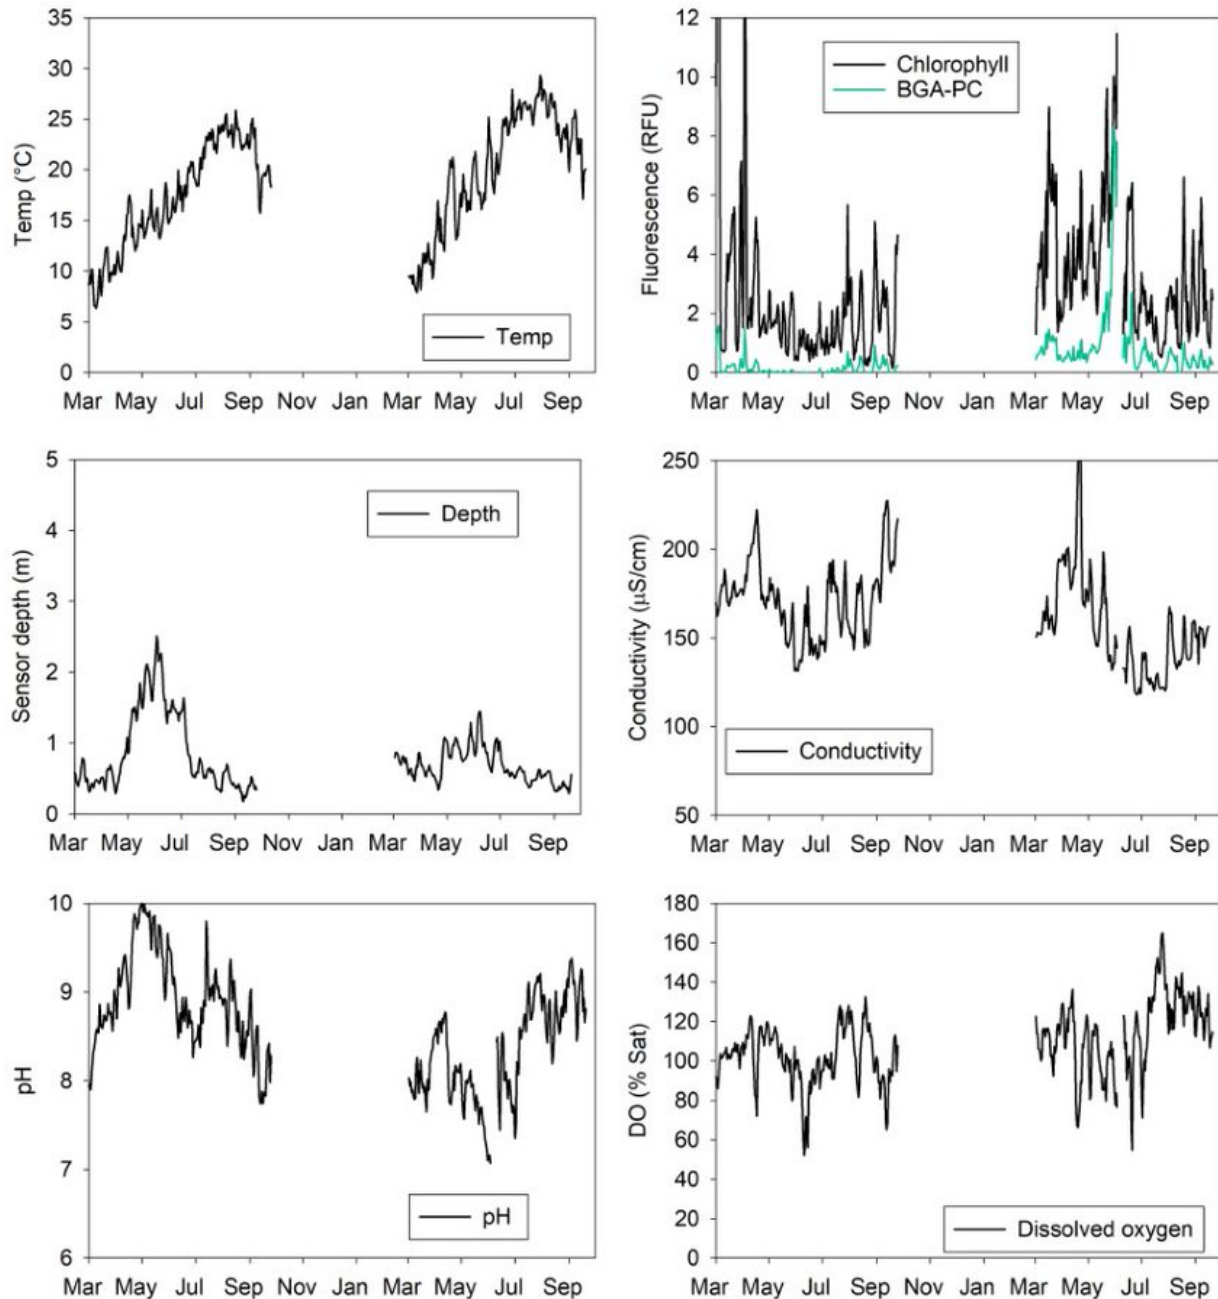 35
30
25
20
15
10
5
0
Temp (°C)
Temp
Mar May Jul Sep Nov Jan Mar May Jul Sep
12
10
8
6
4
2
0
Fluorescence (RFU)
Chlorophyll
BGA-PC
Mar May Jul Sep Nov Jan Mar May Jul Sep
5
4
3
2
1
0
Sensor depth (m)
Depth
Mar May Jul Sep Nov Jan Mar May Jul Sep
250
200
150
100
50
Conductivity (µS/cm)
Conductivity
Mar May Jul Sep Nov Jan Mar May Jul Sep
10
9
8
7
6
pH
pH
Mar May Jul Sep Nov Jan Mar May Jul Sep
180
160
140
120
100
80
60
40
20
0
DO (% Sat)
Dissolved oxygen
Mar May Jul Sep Nov Jan Mar May Jul Sep